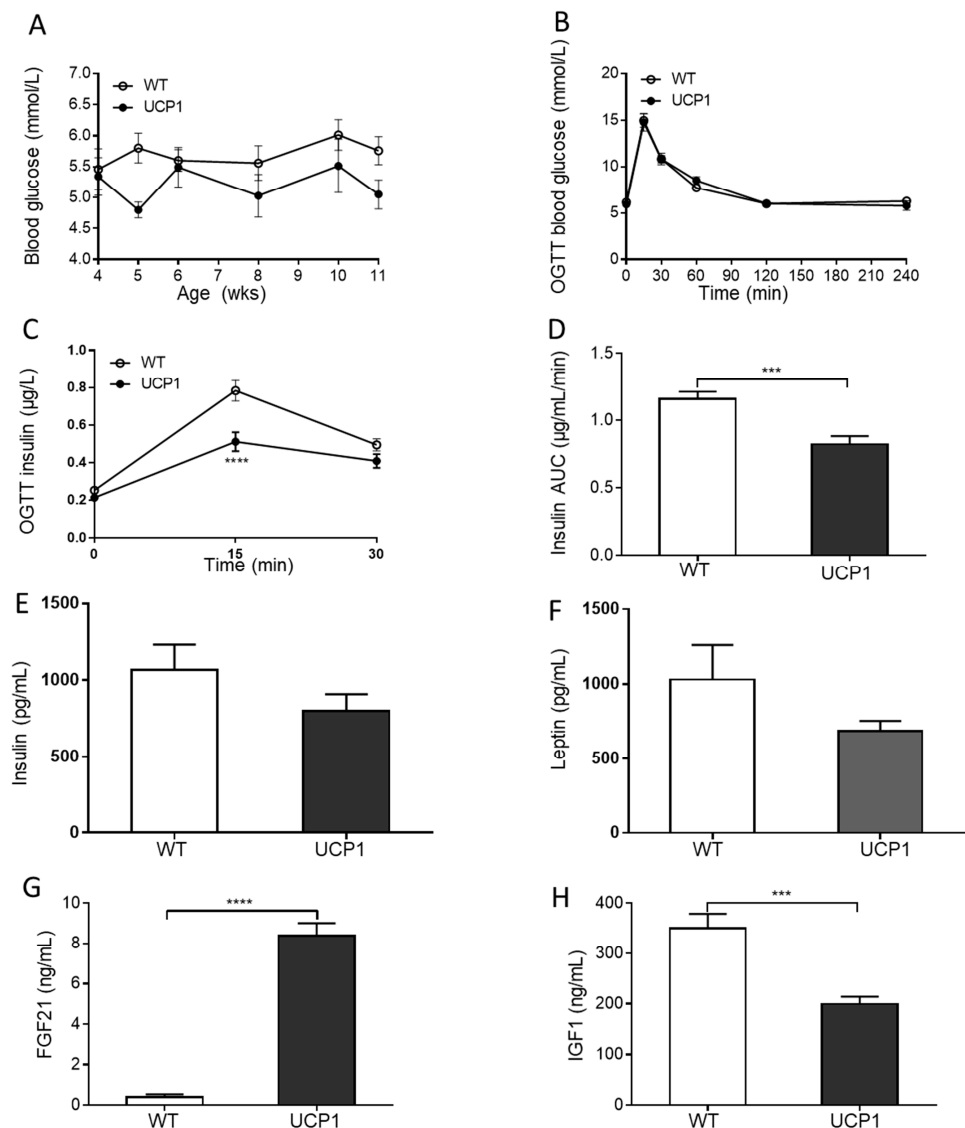 A
Blood glucose (mmol/L)
7.0
6.5
6.0
5.5
5.0
4.5
4.0
WT
UCP1
4 5 6 7 8 9 10 11
Age (wks)
B
OGTT blood glucose (mmol/L)
20
15
10
5
0
WT
UCP1
0 30 60 90 120 150 180 210 240
Time (min)
C
OGTT insulin (µg/L)
1.0
0.8
0.6
0.4
0.2
0.0
WT
UCP1
****
0 15 30
Time (min)
D
Insulin AUC (µg/mL/min)
1.5
1.0
0.5
0.0
***
WT UCP1
E
Insulin (pg/mL)
1500
1000
500
0
WT UCP1
F
Leptin (pg/mL)
1500
1000
500
0
WT UCP1
G
FGF21 (ng/mL)
10
8
6
4
2
0
****
WT UCP1
H
IGF1 (ng/mL)
400
300
200
100
0
***
WT UCP1